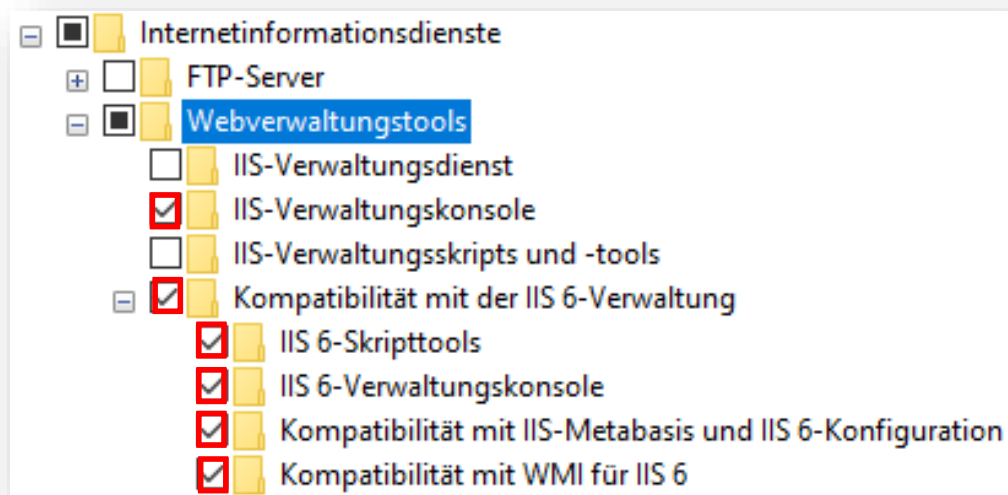 Internetinformationsdienste
FTP-Server
Webverwaltungstools
IIS-Verwaltungsdienst
IIS-Verwaltungskonsole
IIS-Verwaltungsskripts und -tools
Kompatibilität mit der IIS 6-Verwaltung
IIS 6-Skripttools
IIS 6-Verwaltungskonsole
Kompatibilität mit IIS-Metabasis und IIS 6-Konfiguration
Kompatibilität mit WMI für IIS 6